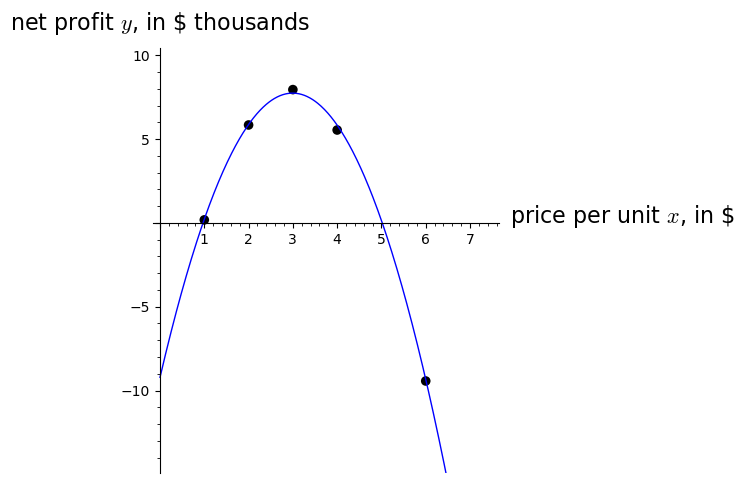 net profit y, in $ thousands
10
5
price per unit x, in $
1 2 3 4 5 6 7
−5
−10